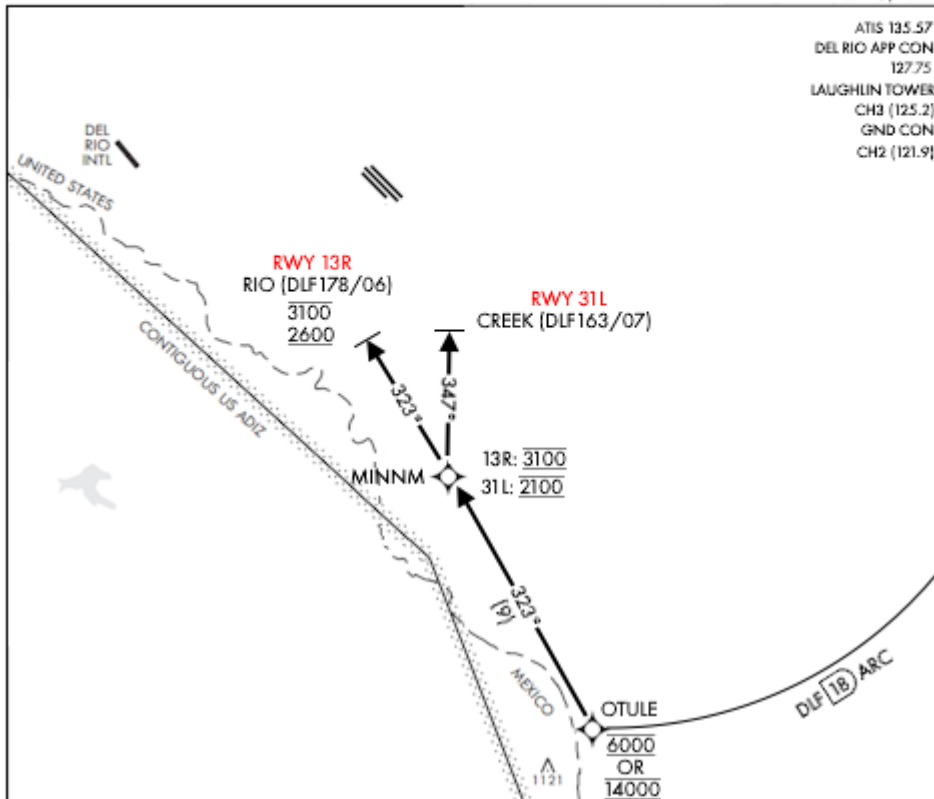 ATIS 135.57
DEL RIO APP CON
127.75
LAUGHLIN TOWER
CH3 (125.2)
GND CON
CH2 (121.9)
DEL
RIO
INTL
UNITED STATES
RWY 13R
RIO (DLF178/06)
3100
2600
RWY 31L
CREEK (DLF163/07)
CONTIGUOUS US ADIZ
323°
347°
MINNM
13R: 3100
31L: 2100
323°
(9)
MEXICO
DLF 18 ARC
OTULE
6000
OR
14000
1121